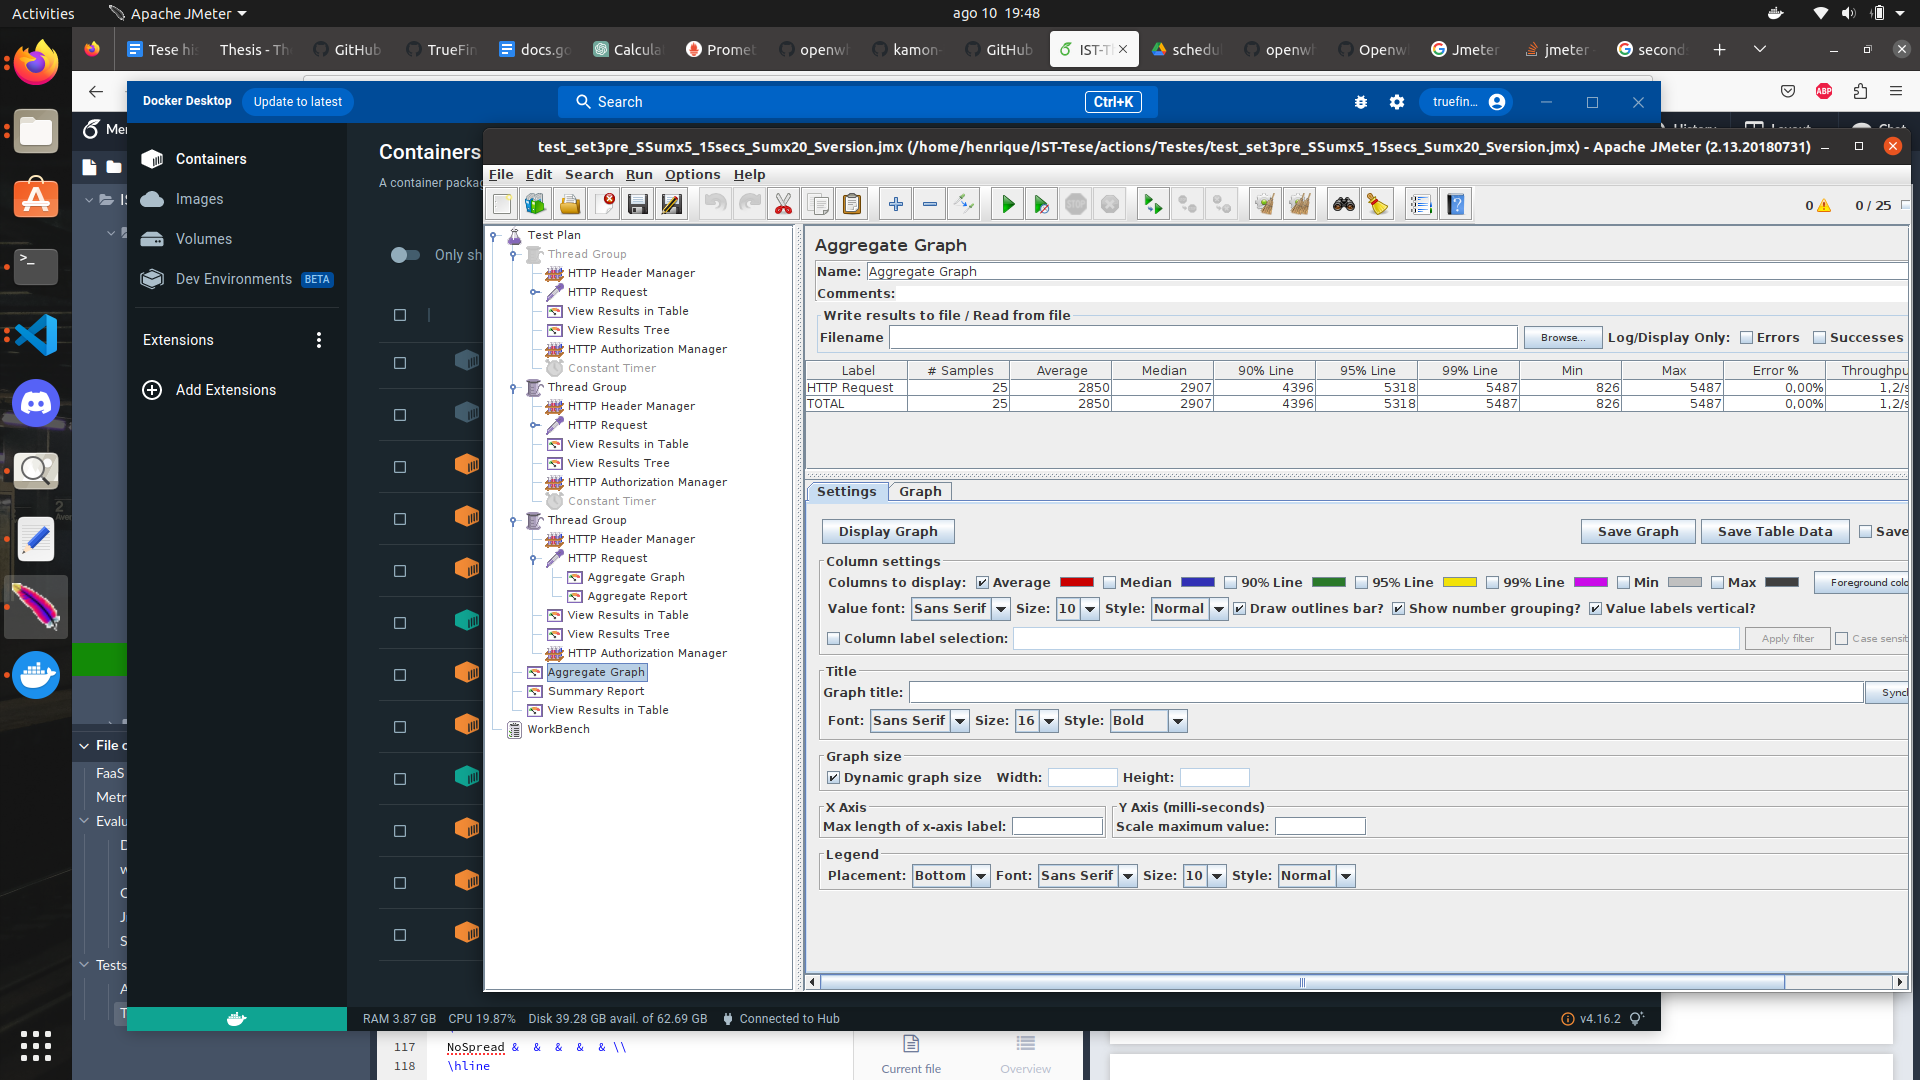 Activities
Apache JMeter
ago 10 19:48
Tese his
Thesis - Th
GitHub
TrueFin
docs.go
Calcula
Promet
openwh
kamon-
GitHub
IST-T
schedul
openwh
Openw
Jmeter
jmeter
second
Docker Desktop
Update to latest
Search
Ctrl+K
truefin...
ABP
Men
History
Layout
Chat
Containers
Images
Volumes
Dev Environments BETA
Extensions
Add Extensions
Containers
A container packag
Only sh
test_set3pre_SSumx5_15secs_Sumx20_Sversion.jmx (/home/henrique/IST-Tese/actions/Testes/test_set3pre_SSumx5_15secs_Sumx20_Sversion.jmx) - Apache JMeter (2.13.20180731)
File Edit Search Run Options Help
0
0 / 25
Test Plan
Thread Group
HTTP Header Manager
HTTP Request
View Results in Table
View Results Tree
HTTP Authorization Manager
Constant Timer
Thread Group
HTTP Header Manager
HTTP Request
View Results in Table
View Results Tree
HTTP Authorization Manager
Constant Timer
Thread Group
HTTP Header Manager
HTTP Request
Aggregate Graph
Aggregate Report
View Results in Table
View Results Tree
HTTP Authorization Manager
Aggregate Graph
Summary Report
View Results in Table
WorkBench
Aggregate Graph
Name: Aggregate Graph
Comments:
Write results to file / Read from file
Filename
Browse...
Log/Display Only: Errors Successes
Label # Samples Average Median 90% Line 95% Line 99% Line Min Max Error % Throughpu
HTTP Request 25 2850 2907 4396 5318 5487 826 5487 0,00% 1,2/s
TOTAL 25 2850 2907 4396 5318 5487 826 5487 0,00% 1,2/s
Settings Graph
Display Graph
Save Graph
Save Table Data
Save
Column settings
Columns to display: Average Median 90% Line 95% Line 99% Line Min Max Foreground colo
Value font: Sans Serif Size: 10 Style: Normal Draw outlines bar? Show number grouping? Value labels vertical?
Column label selection: Apply filter Case sensit
Title
Graph title:
Synch
Font: Sans Serif Size: 16 Style: Bold
Graph size
Dynamic graph size Width: Height:
X Axis
Max length of x-axis label:
Y Axis (milli-seconds)
Scale maximum value:
Legend
Placement: Bottom Font: Sans Serif Size: 10 Style: Normal
File o
FaaS
Metr
Evalu
Tests
RAM 3.87 GB CPU 19.87% Disk 39.28 GB avail. of 62.69 GB Connected to Hub
v4.16.2
117 NoSpread & & & & & \\
118 \hline
Current file
Overview